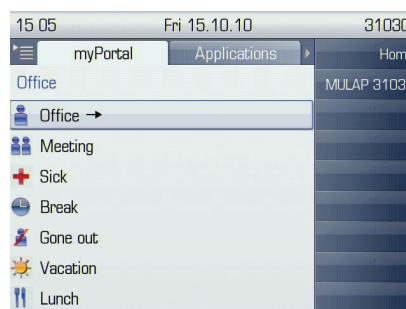 15 05 Fri 15.10.10 31030
myPortal Applications Hom
Office MULAP 3103
Office →
Meeting
Sick
Break
Gone out
Vacation
Lunch